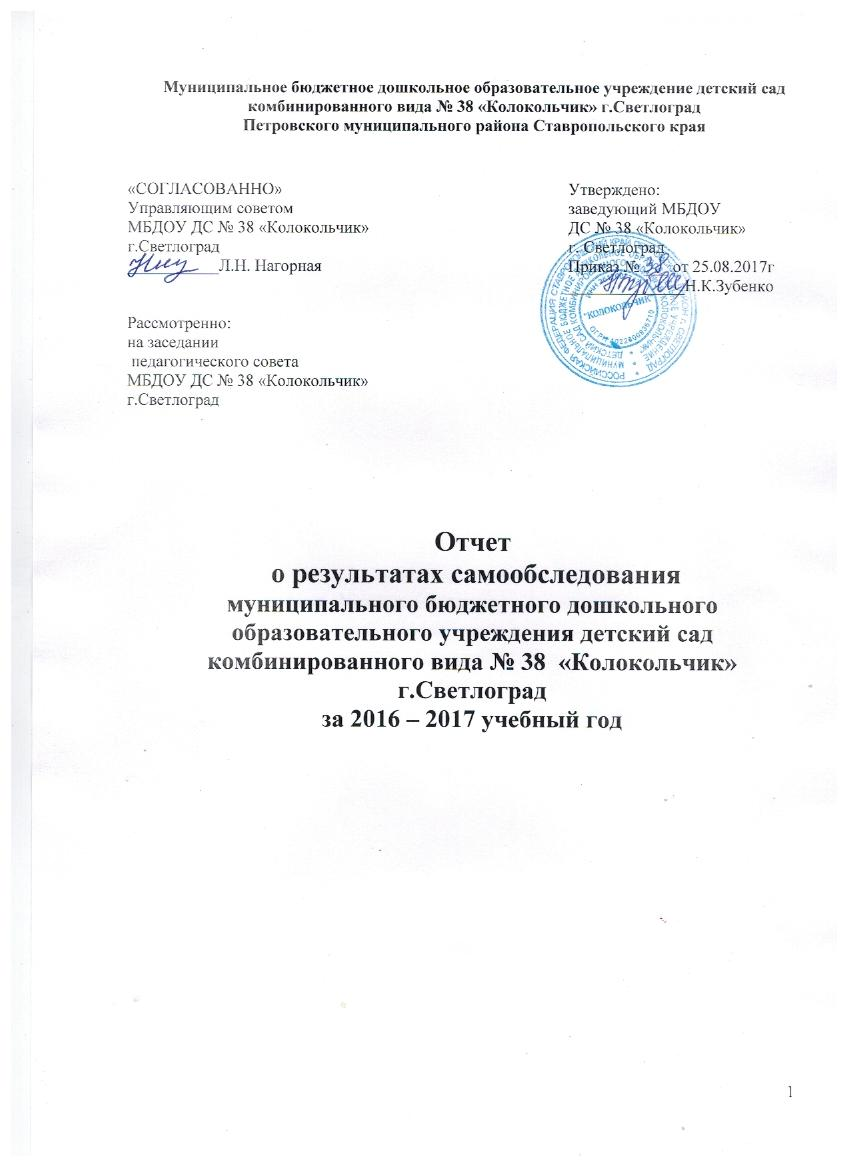 Муниципальное бюджетное дошкольное образовательное учреждение детский сад
комбинированного вида № 38 «Колокольчик» г.Светлоград
Петровского муниципального района Ставропольского края
«СОГЛАСОВАННО»
Управляющим советом
МБДОУ ДС № 38 «Колокольчик»
г.Светлоград
Л.Н. Нагорная
Утверждено:
заведующий МБДОУ
ДС № 38 «Колокольчик»
г. Светлоград
Приказ № 38 от 25.08.2017г
Н.К.Зубенко
"КОЛОКОЛЬЧИК"
Рассмотренно:
на заседании
педагогического совета
МБДОУ ДС № 38 «Колокольчик»
г.Светлоград
Отчет
о результатах самообследования
муниципального бюджетного дошкольного
образовательного учреждения детский сад
комбинированного вида № 38 «Колокольчик»
г.Светлоград
за 2016 – 2017 учебный год
1